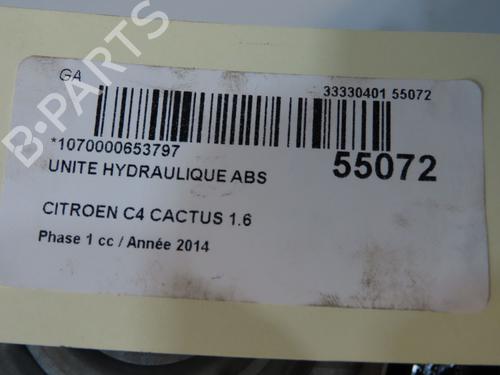 GA
33330401 55072
*1070000653797
55072
UNITE HYDRAULIQUE ABS
CITROEN C4 CACTUS 1.6
Phase 1 cc / Année 2014
B-PARTS